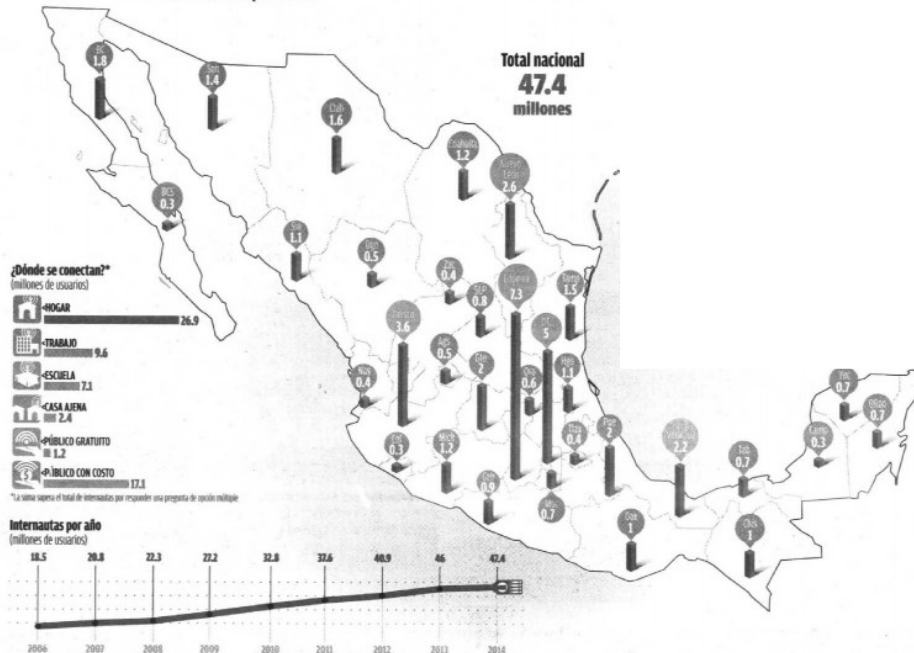 Total nacional
47.4
millones
BC
1.8
Son
1.4
Chih
1.6
Coahuila
1.2
Nuevo
León
2.6
BCS
0.3
Sin
1.1
Dgo
0.5
Zac
0.4
SLP
0.8
Edomex
7.3
Tamp
1.5
Jalisco
3.6
Ags
0.5
Gto
2
DF
5
Qro
0.6
Hgo
1.1
Nay
0.4
Col
0.3
Mich
1.2
Gro
0.9
Mor
0.7
Tlax
0.4
Pue
2
Veracruz
2.2
Tab
0.7
Camp
0.3
Yuc
0.7
QRoo
0.7
Oax
1
Chis
1
¿Dónde se conectan?*
(millones de usuarios)
HOGAR
26.9
TRABAJO
9.6
ESCUELA
7.1
CASA AJENA
2.4
PÚBLICO GRATUITO
1.2
PÚBLICO CON COSTO
17.1
*La suma supera el total de internautas por responder una pregunta de opción múltiple
Internautas por año
(millones de usuarios)
18.5 20.8 22.3 27.2 32.8 37.6 40.9 46 47.4
2006 2007 2008 2009 2010 2011 2012 2013 2014